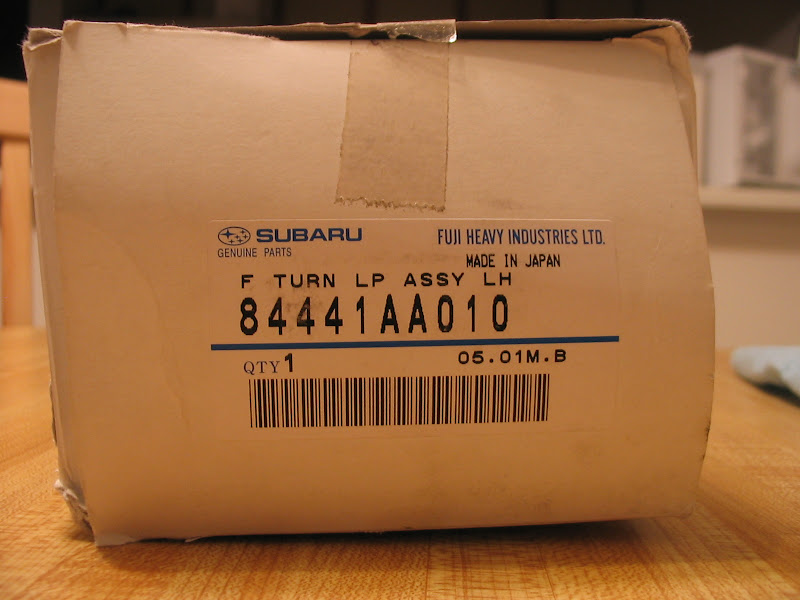 SUBARU FUJI HEAVY INDUSTRIES LTD.
GENUINE PARTS MADE IN JAPAN
F TURN LP ASSY LH
84441AA010
QTY 1 05.01M.B